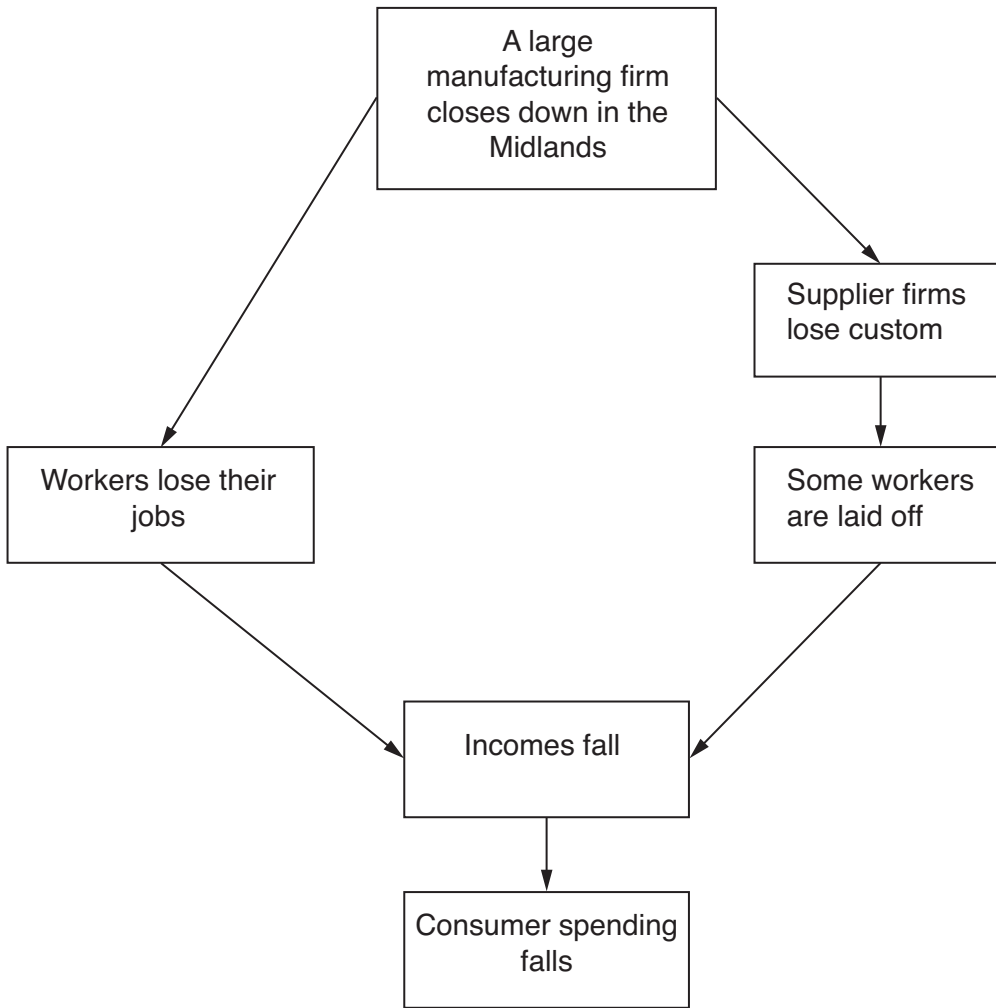 A large
manufacturing firm
closes down in the
Midlands
Supplier firms
lose custom
Workers lose their
jobs
Some workers
are laid off
Incomes fall
Consumer spending
falls